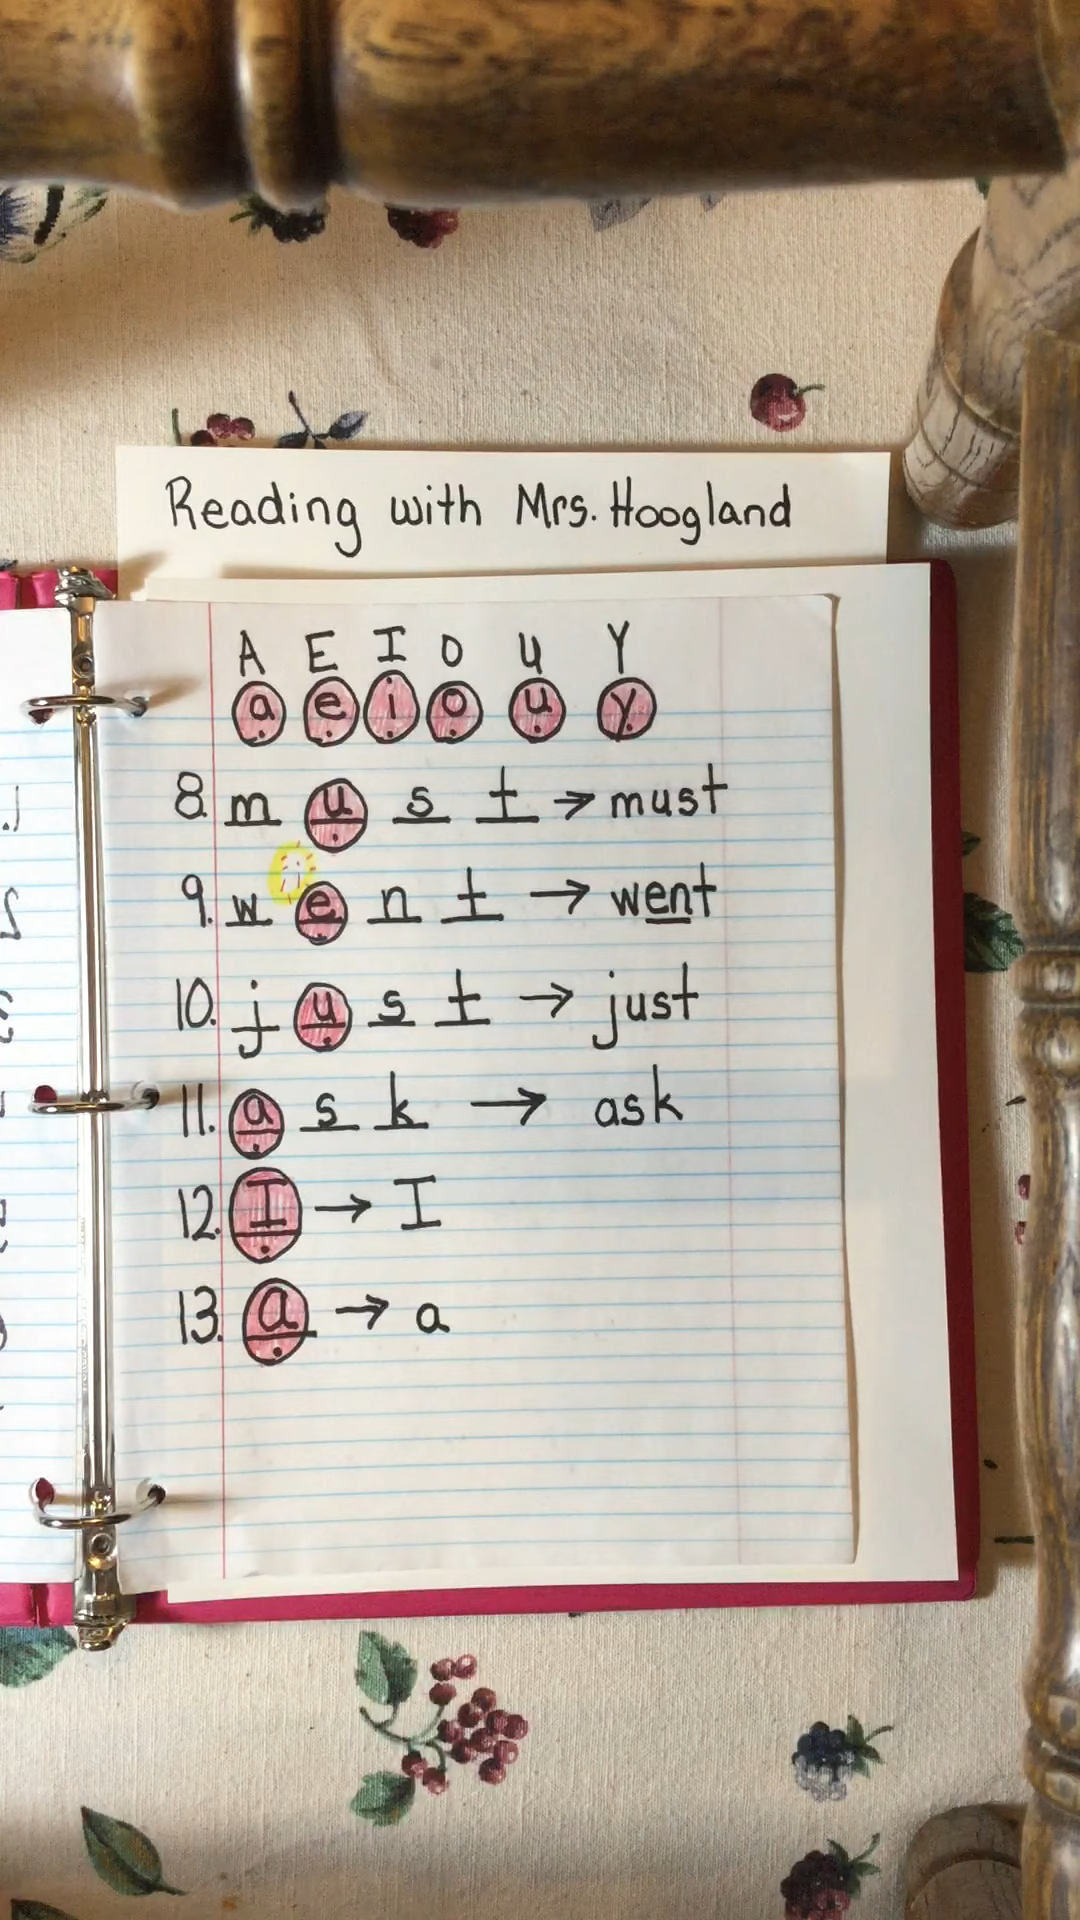 Reading with Mrs. Hoogland
A E I O U Y
a e i o u y
8. m u s t → must
9. w e n t → went
10. j u s t → just
11. a s k → ask
12. I → I
13. a → a